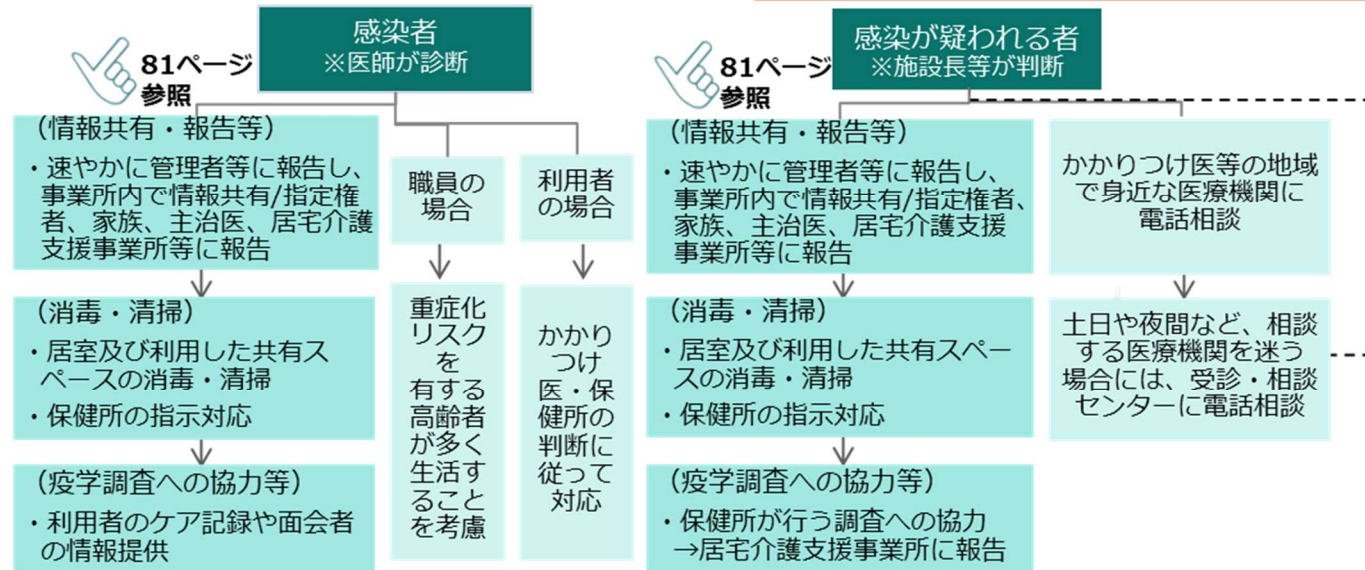 感染者
※医師が診断
81ページ
参照
(情報共有・報告等)
・速やかに管理者等に報告し、
事業所内で情報共有/指定権
者、家族、主治医、居宅介護
支援事業所等に報告
(消毒・清掃)
・居室及び利用した共有ス
ペースの消毒・清掃
・保健所の指示対応
(疫学調査への協力等)
・利用者のケア記録や面会者
の情報提供
職員の
場合
重症化
リスク
を
有する
高齢者
が多く
生活す
ること
を考慮
利用者
の場合
かかり
つけ
医・保
健所の
判断に
従って
対応
感染が疑われる者
※施設長等が判断
81ページ
参照
(情報共有・報告等)
・速やかに管理者等に報告し、
事業所内で情報共有/指定権者、
家族、主治医、居宅介護支援
事業所等に報告
(消毒・清掃)
・居室及び利用した共有スペー
スの消毒・清掃
・保健所の指示対応
(疫学調査への協力等)
・保健所が行う調査への協力
→居宅介護支援事業所に報告
かかりつけ医等の地域
で身近な医療機関に
電話相談
土日や夜間など、相談
する医療機関を迷う
場合には、受診・相談
センターに電話相談